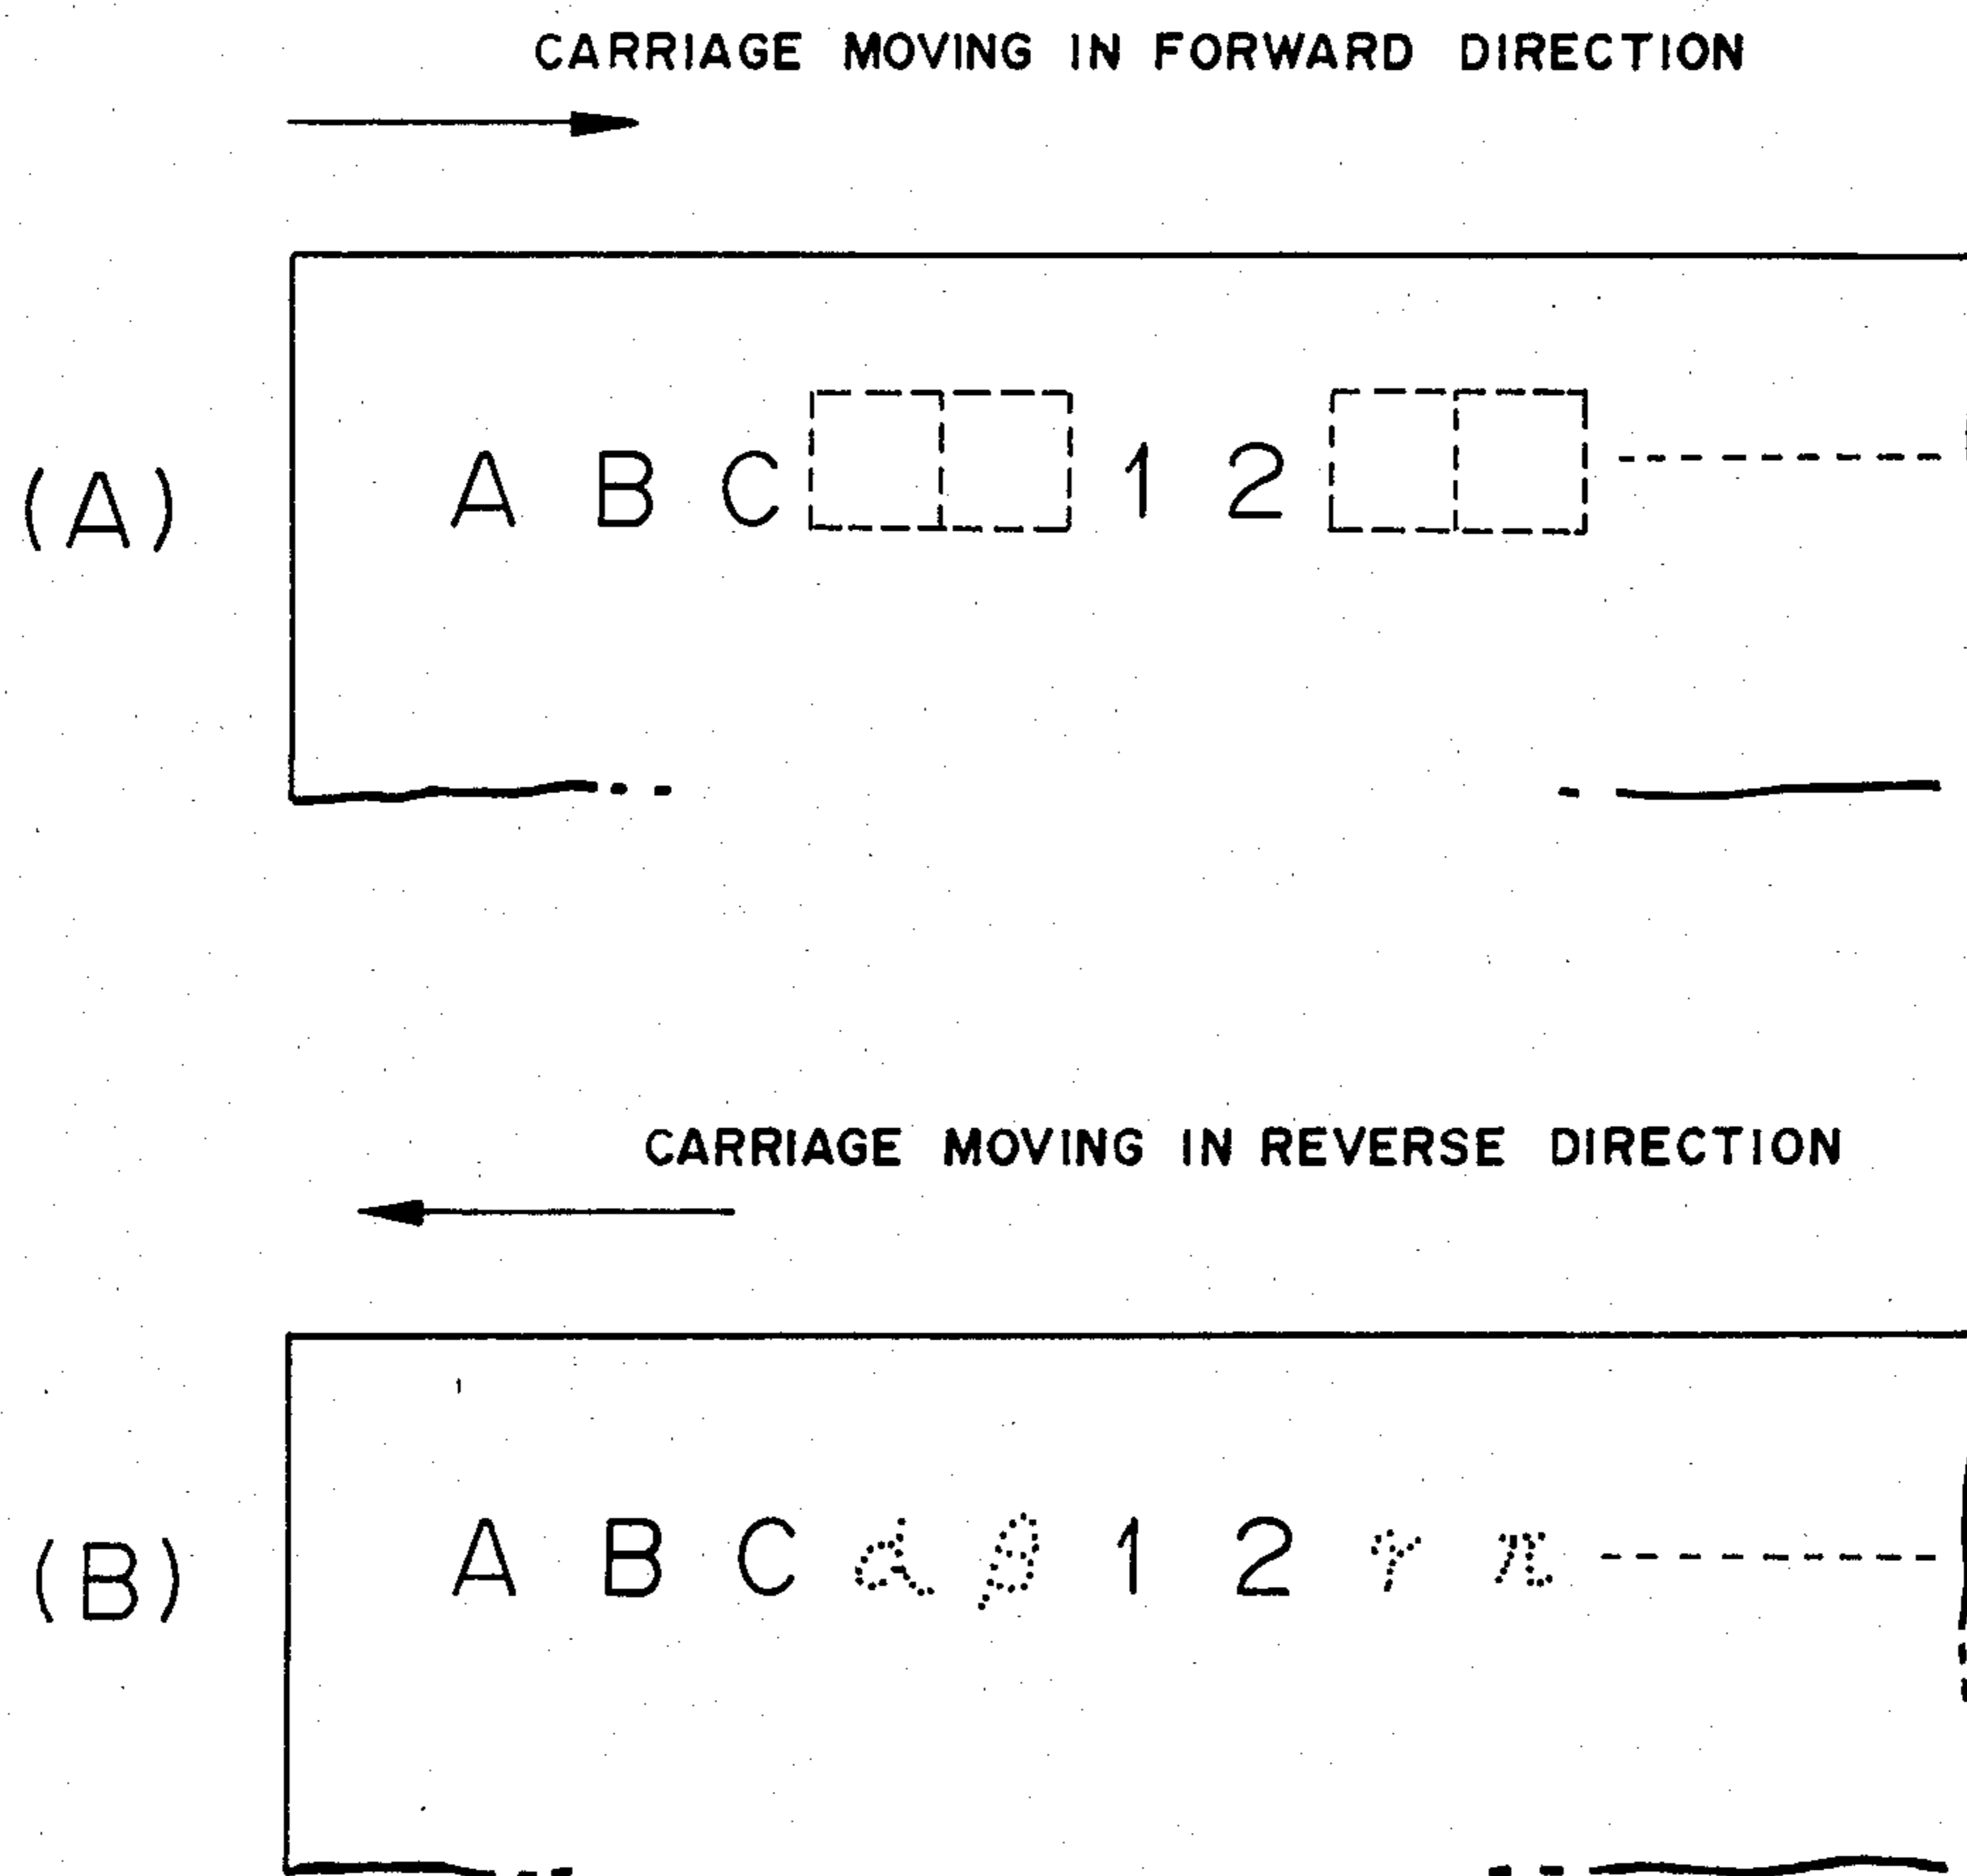 CARRIAGE MOVING IN FORWARD DIRECTION
(A)
A B C 1 2
CARRIAGE MOVING IN REVERSE DIRECTION
(B)
A B C α β 1 2 γ π